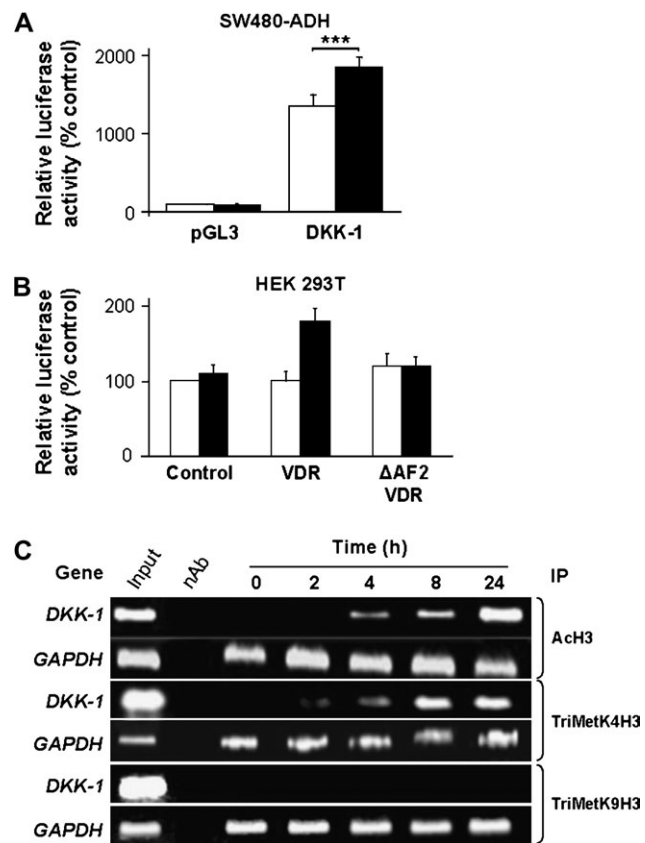 A
SW480-ADH
Relative luciferase
activity (% control)
2000
1000
0
***
pGL3
DKK-1
B
HEK 293T
Relative luciferase
activity (% control)
200
100
0
Control
VDR
ΔAF2
VDR
C
Time (h)
Gene
Input
nAb
0
2
4
8
24
IP
DKK-1
GAPDH
AcH3
DKK-1
GAPDH
TriMetK4H3
DKK-1
GAPDH
TriMetK9H3